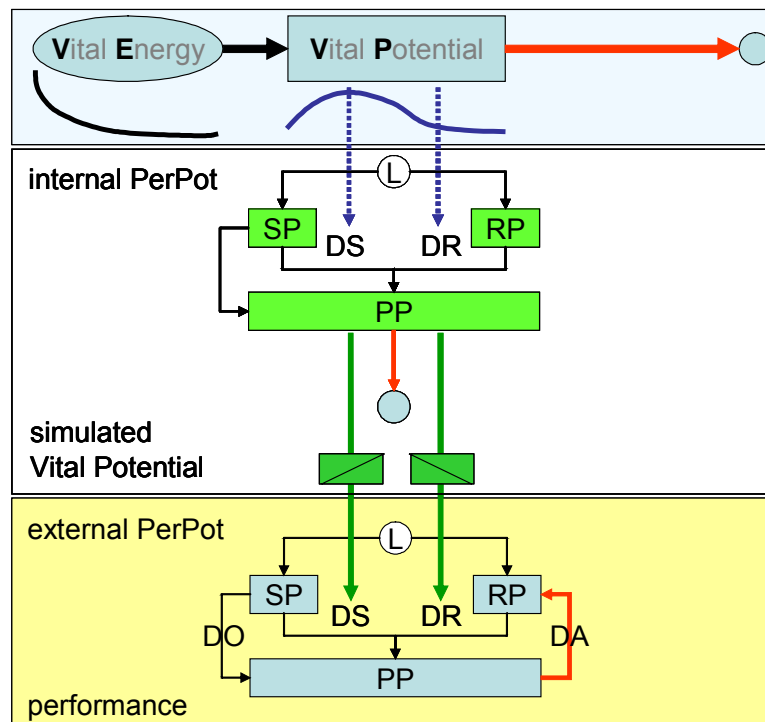 Vital Energy
Vital Potential
internal PerPot
L
SP
DS
DR
RP
PP
simulated
Vital Potential
external PerPot
L
SP
DS
DR
RP
DO
DA
PP
performance